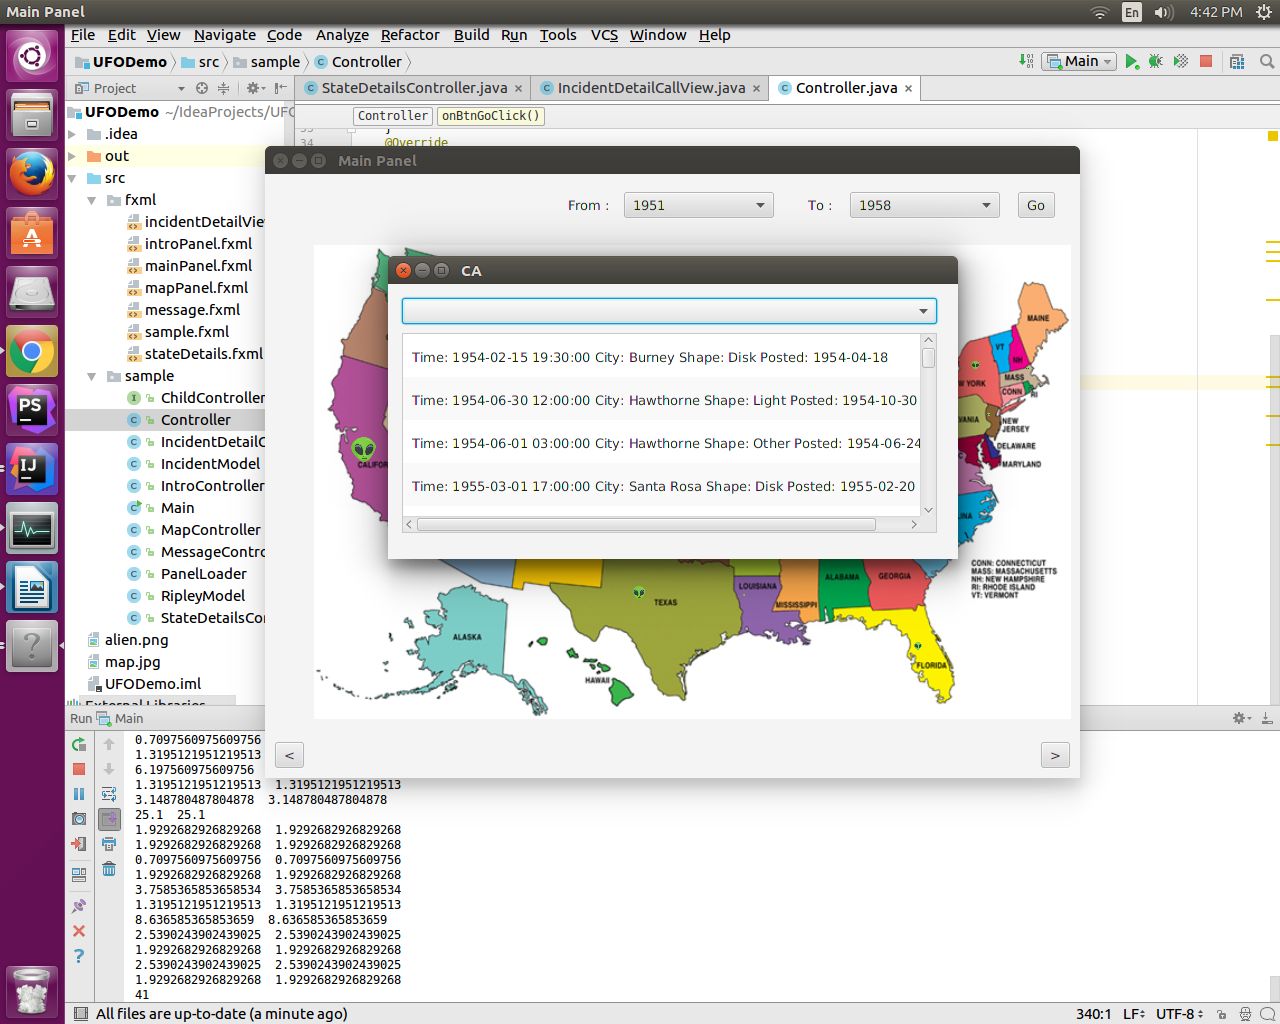 Main Panel
En
4:42 PM
File Edit View Navigate Code Analyze Refactor Build Run Tools VCS Window Help
UFODemo src sample Controller
Main
Project
StateDetailsController.java × IncidentDetailCallView.java × Controller.java ×
UFODemo ~/IdeaProjects/UFO
Controller onBtnGoClick()
.idea
34 @Override
out
src
fxml
incidentDetailVie
introPanel.fxml
mainPanel.fxml
mapPanel.fxml
message.fxml
sample.fxml
stateDetails.fxml
sample
ChildController
Controller
IncidentDetailC
IncidentModel
IntroController
Main
MapController
MessageContro
PanelLoader
RipleyModel
StateDetailsCo
alien.png
map.jpg
UFODemo.iml
External Libraries
Main Panel
From : 1951 To : 1958 Go
CA
Time: 1954-02-15 19:30:00 City: Burney Shape: Disk Posted: 1954-04-18
Time: 1954-06-30 12:00:00 City: Hawthorne Shape: Light Posted: 1954-10-30
Time: 1954-06-01 03:00:00 City: Hawthorne Shape: Other Posted: 1954-06-24
Time: 1955-03-01 17:00:00 City: Santa Rosa Shape: Disk Posted: 1955-02-20
MAINE
VT
NH
MASS
CONN
RI
W YORK
VANIA
NEW
JERSEY
DELAWARE
MARYLAND
CALIFOR
LINA
CONN: CONNECTICUT
MASS: MASSACHUSETTS
NH: NEW HAMPSHIRE
RI: RHODE ISLAND
VT: VERMONT
TEXAS
LOUISIANA
MISSISSIPPI
ALABAMA
GEORGIA
FLORIDA
ALASKA
HAWAII
< >
Run Main
0.7097560975609756
1.3195121951219513
6.197560975609756
1.3195121951219513 1.3195121951219513
3.148780487804878 3.148780487804878
25.1 25.1
1.9292682926829268 1.9292682926829268
1.9292682926829268 1.9292682926829268
0.7097560975609756 0.7097560975609756
1.9292682926829268 1.9292682926829268
3.7585365853658534 3.7585365853658534
1.3195121951219513 1.3195121951219513
8.636585365853659 8.636585365853659
2.5390243902439025 2.5390243902439025
1.9292682926829268 1.9292682926829268
2.5390243902439025 2.5390243902439025
1.9292682926829268 1.9292682926829268
41
All files are up-to-date (a minute ago)
340:1 LF UTF-8